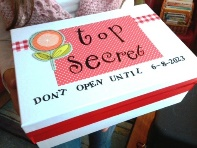 top
secret
DON'T OPEN UNTIL 6-8-2023